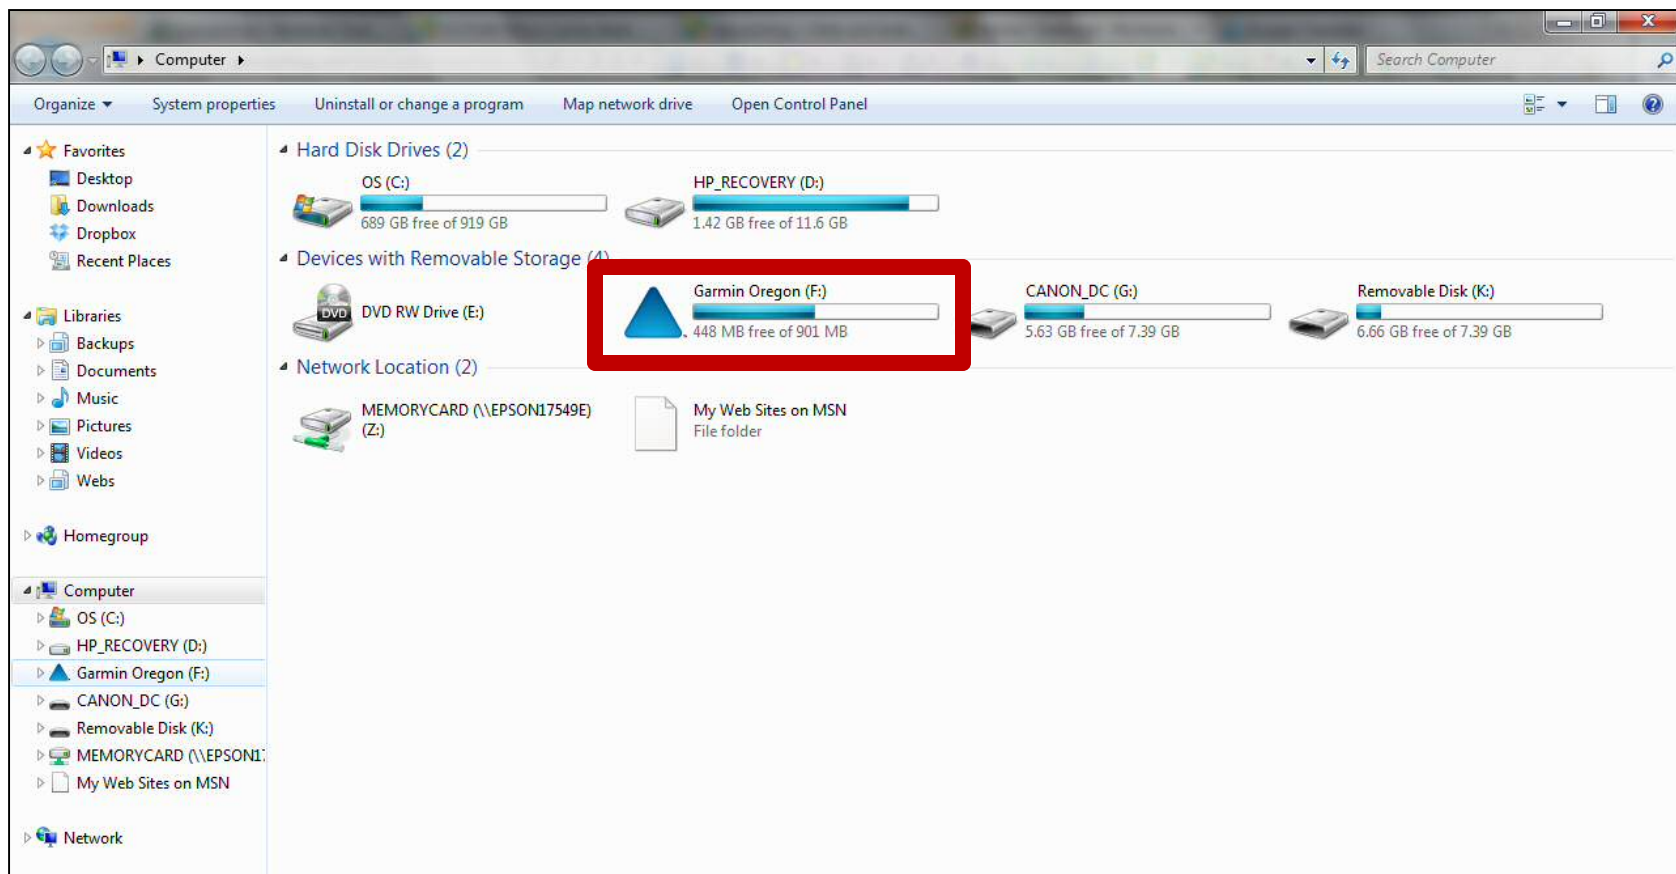 Computer
Search Computer
Organize
System properties
Uninstall or change a program
Map network drive
Open Control Panel
Favorites
Desktop
Downloads
Dropbox
Recent Places
Libraries
Backups
Documents
Music
Pictures
Videos
Webs
Homegroup
Computer
OS (C:)
HP_RECOVERY (D:)
Garmin Oregon (F:)
CANON_DC (G:)
Removable Disk (K:)
MEMORYCARD (\\EPSON1
My Web Sites on MSN
Network
Hard Disk Drives (2)
OS (C:)
689 GB free of 919 GB
HP_RECOVERY (D:)
1.42 GB free of 11.6 GB
Devices with Removable Storage (4)
DVD RW Drive (E:)
DVD
Garmin Oregon (F:)
448 MB free of 901 MB
CANON_DC (G:)
5.63 GB free of 7.39 GB
Removable Disk (K:)
6.66 GB free of 7.39 GB
Network Location (2)
MEMORYCARD (\\EPSON17549E)
(Z:)
My Web Sites on MSN
File folder